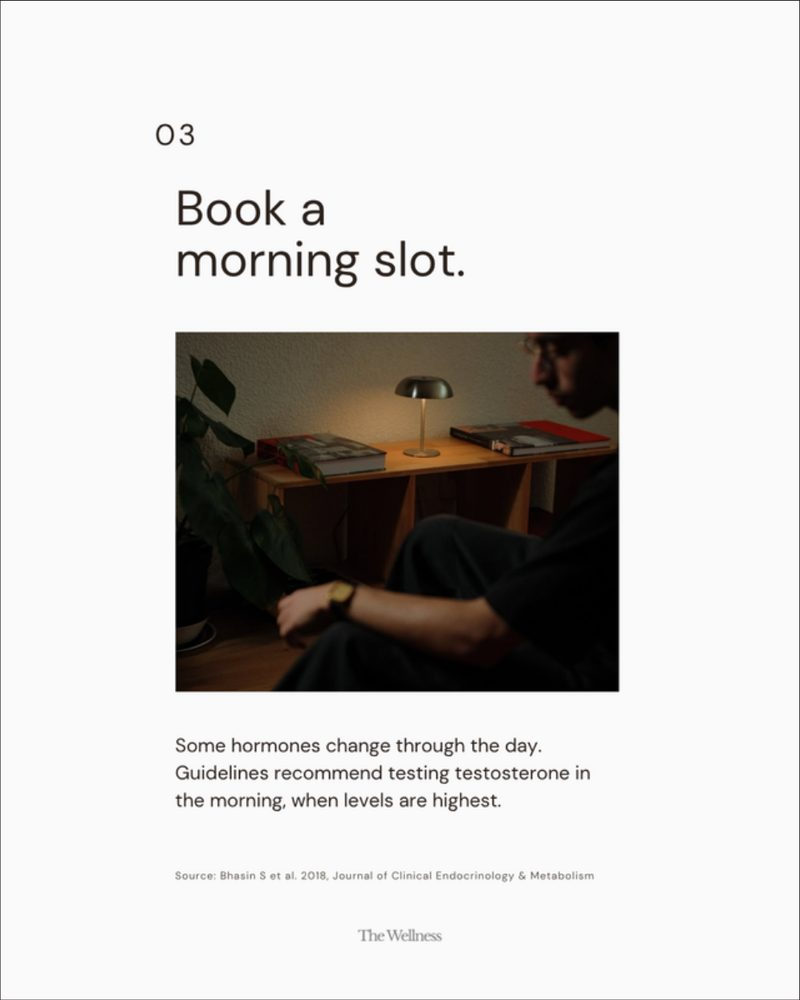 03
Book a
morning slot.
Some hormones change through the day.
Guidelines recommend testing testosterone in
the morning, when levels are highest.
Source: Bhasin S et al. 2018, Journal of Clinical Endocrinology & Metabolism
The Wellness